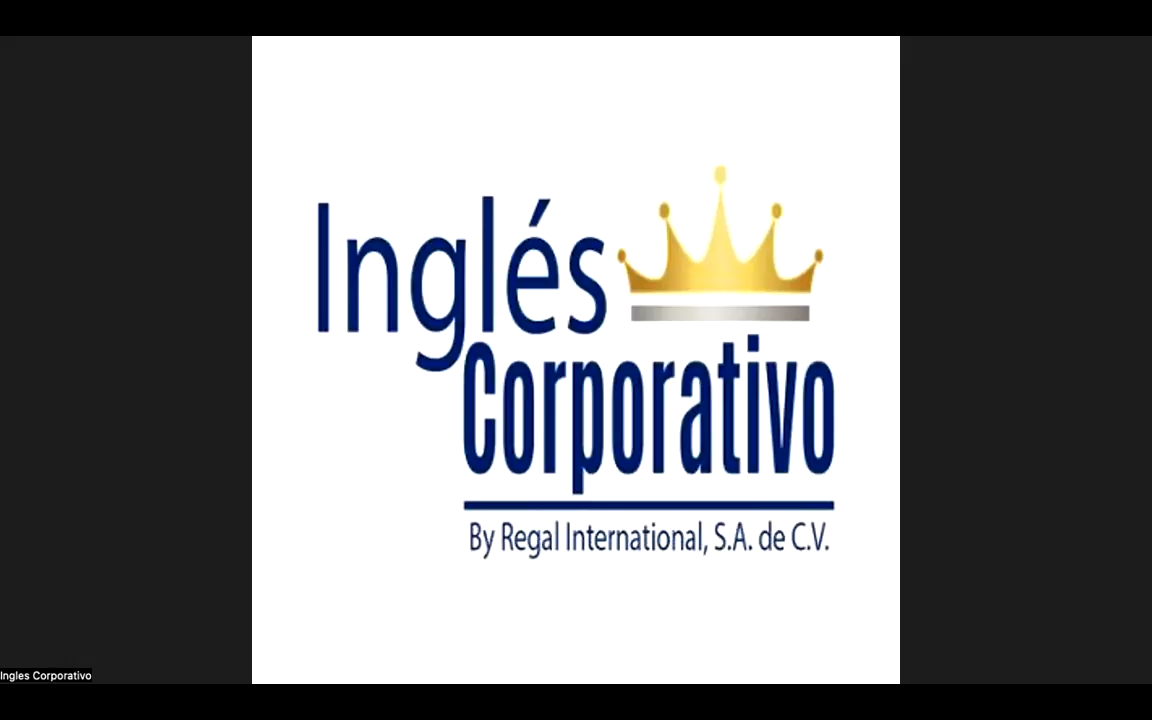 Inglés
Corporativo
By Regal International, S.A. de C.V.
Ingles Corporativo